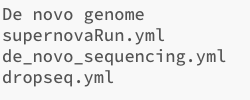 De novo genome
supernovaRun.yml
de_novo_sequencing.yml
dropseq.yml